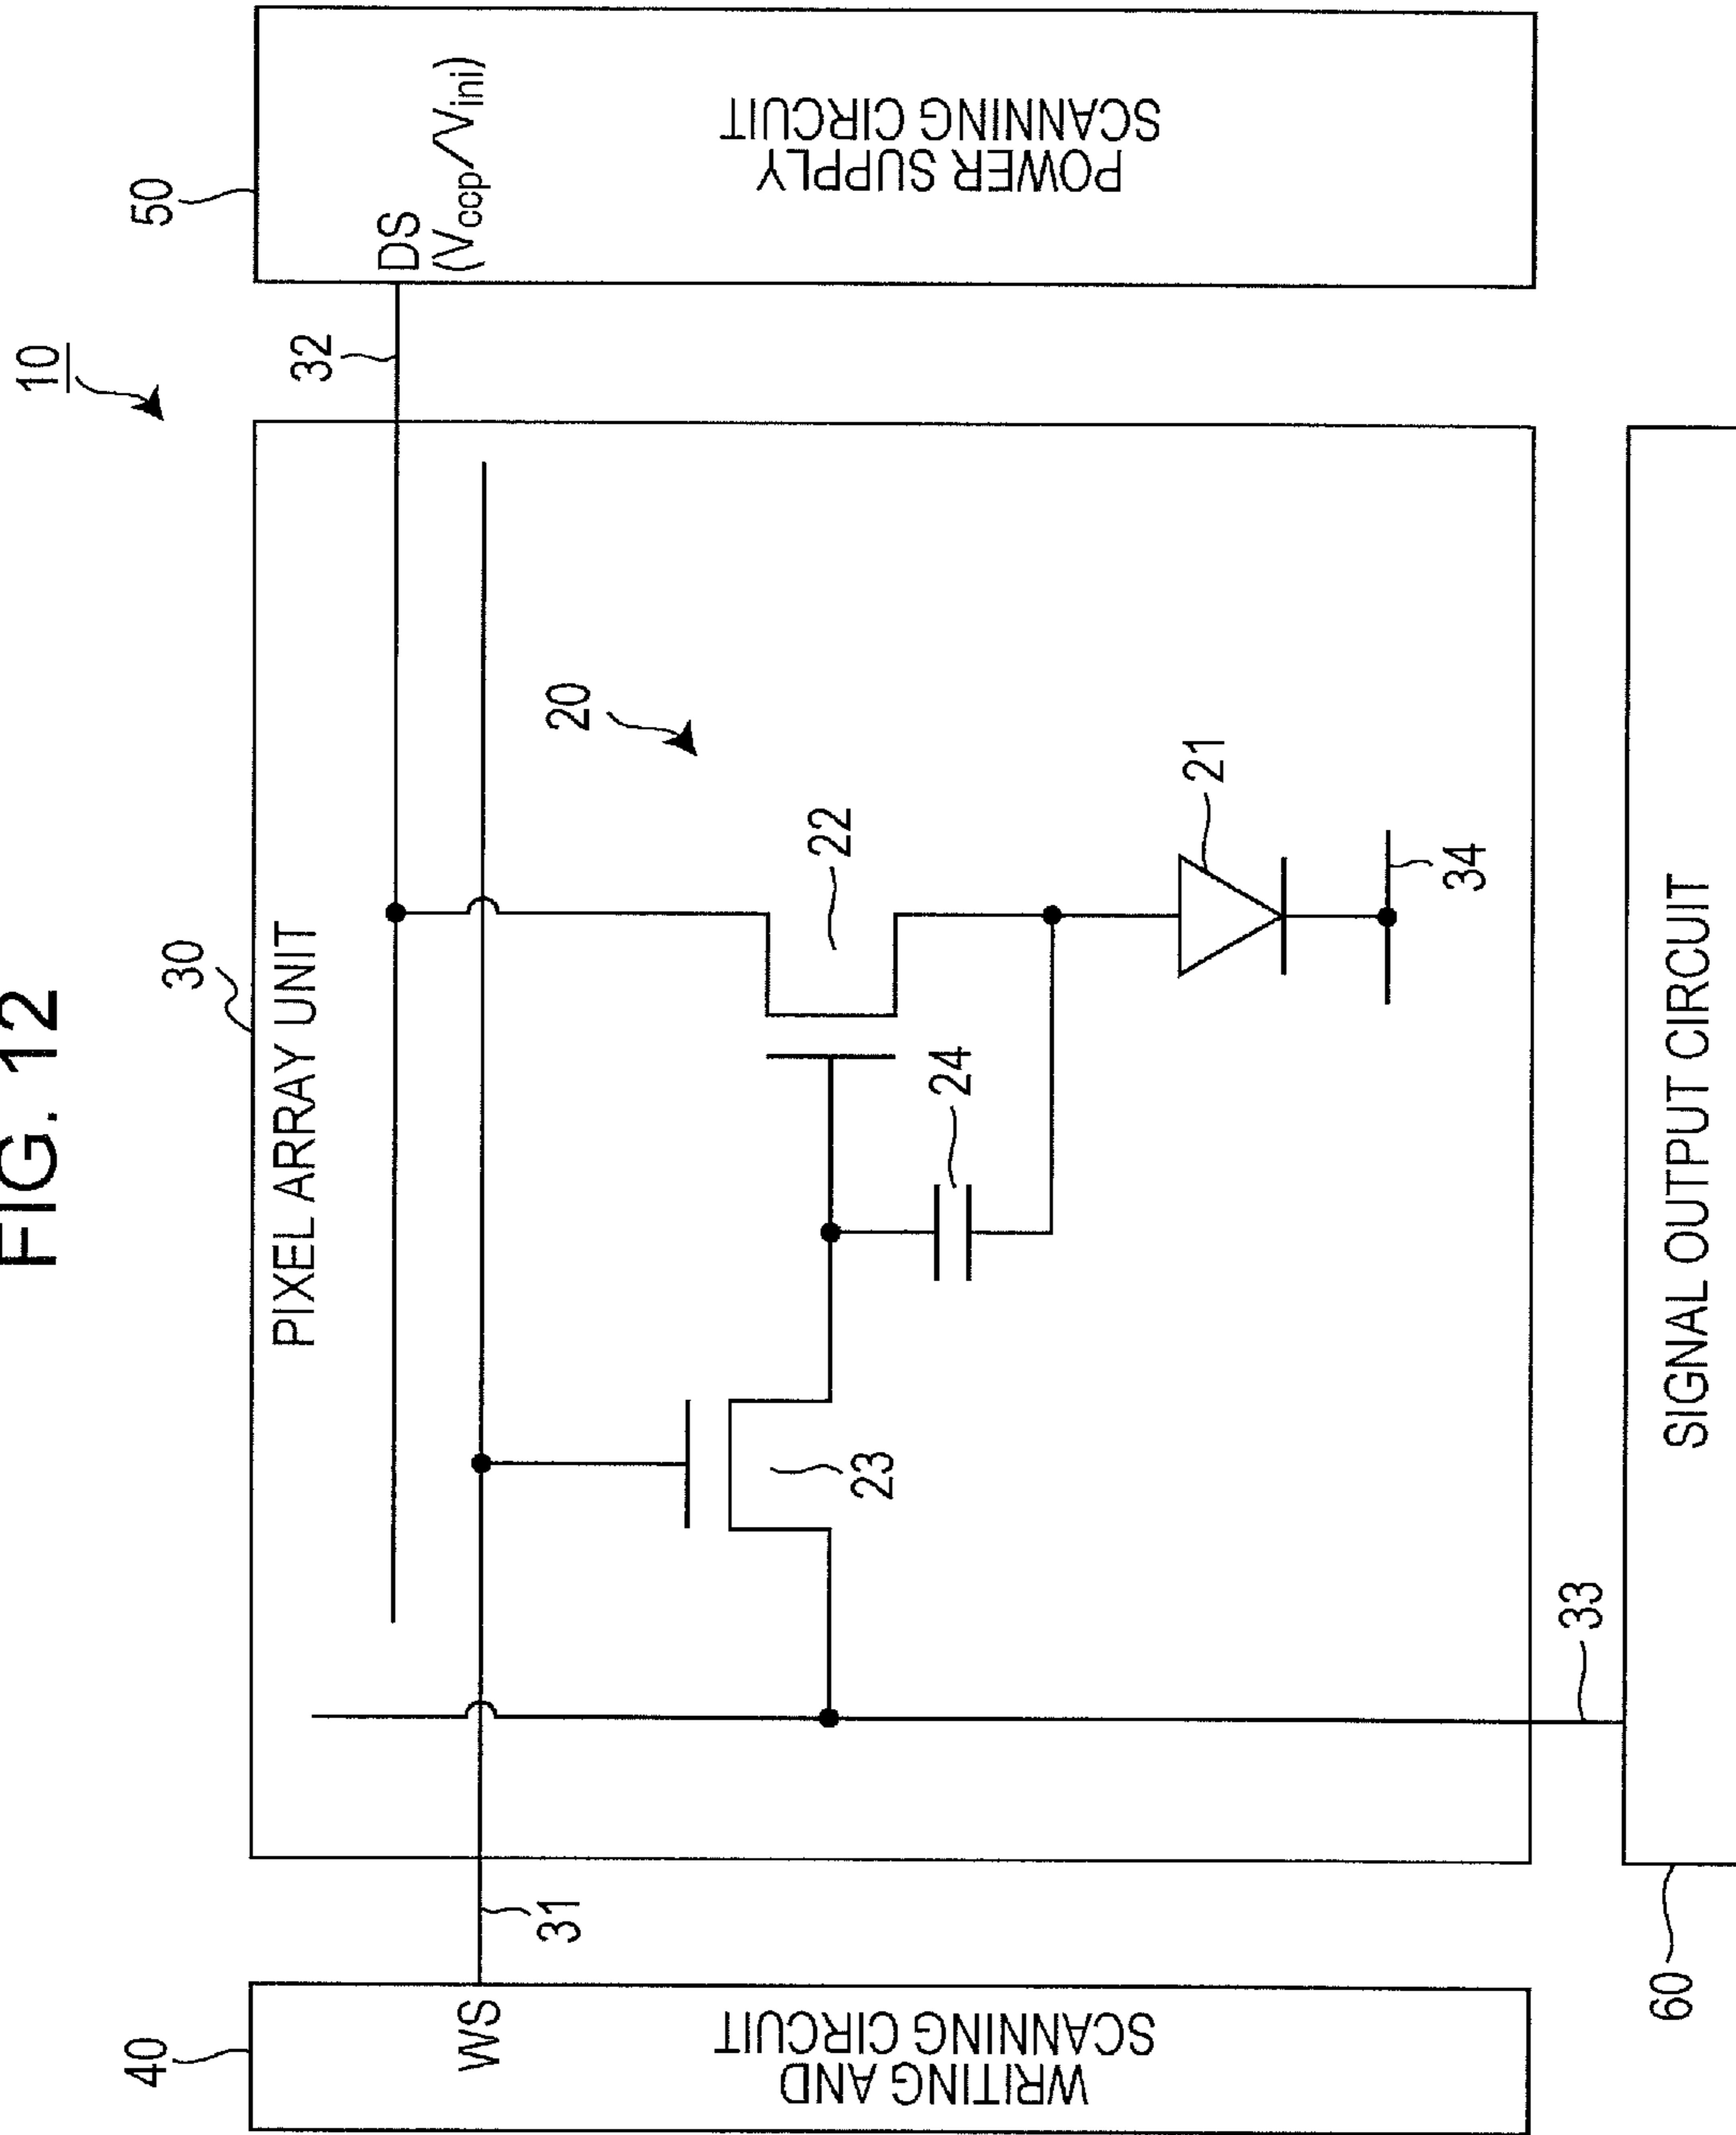 FIG. 12
10
40
30
50
WS
PIXEL ARRAY UNIT
DS
(Vccp/Vini)
31
32
20
22
23
24
21
34
WRITING AND
SCANNING CIRCUIT
POWER SUPPLY
SCANNING CIRCUIT
33
60
SIGNAL OUTPUT CIRCUIT